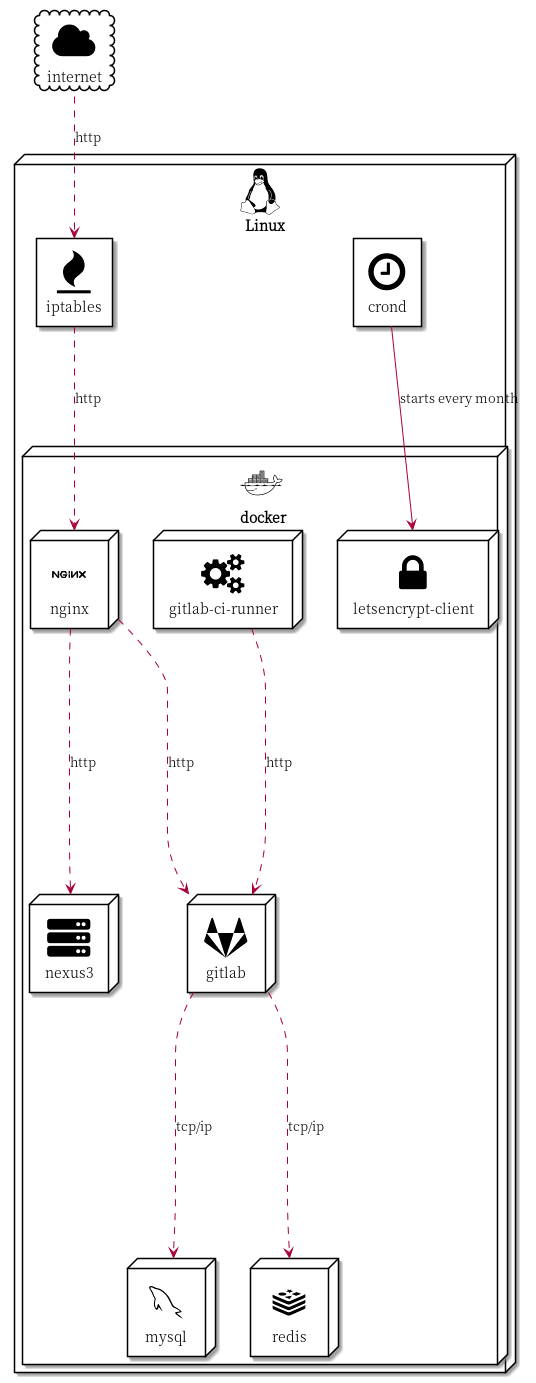 internet
http
Linux
iptables
crond
http
starts every month
docker
NGINX
nginx
gitlab-ci-runner
letsencrypt-client
http
http
http
nexus3
gitlab
tcp/ip
tcp/ip
mysql
redis